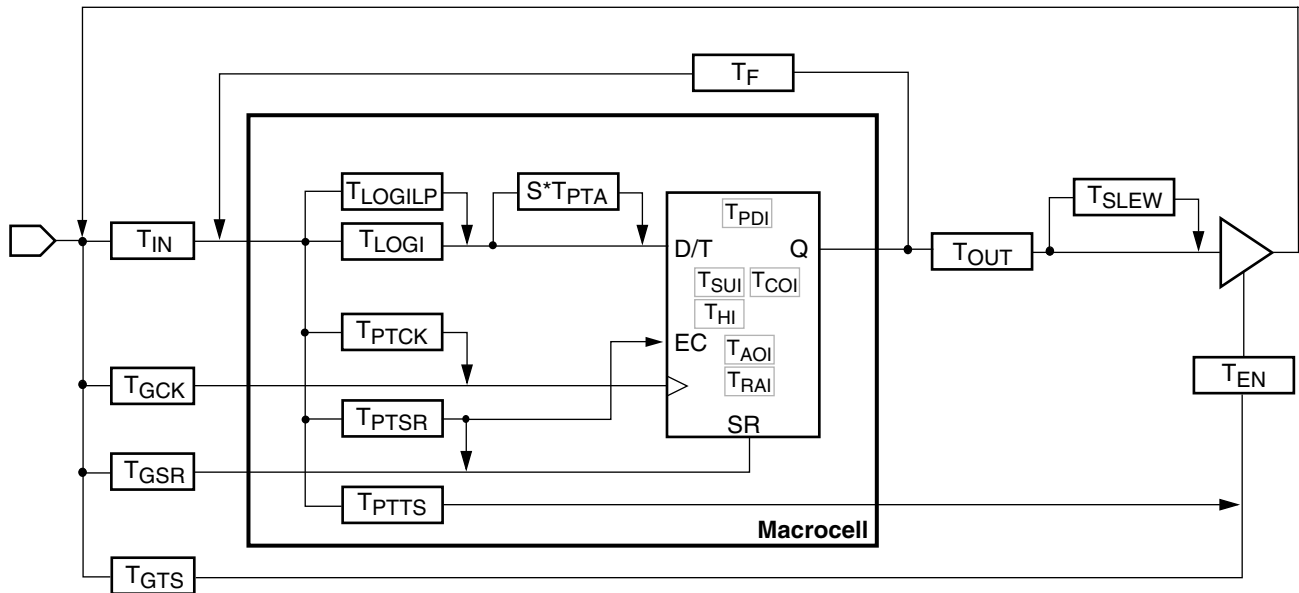 TF
TLOGILP
S*TPTA
TSLEW
TPDI
TIN
TLOGI
D/T
Q
TOUT
TSUI
TCOI
THI
TPTCK
EC
TAOI
TGCK
TRAI
TEN
TPTSR
SR
TGSR
TPTTS
Macrocell
TGTS